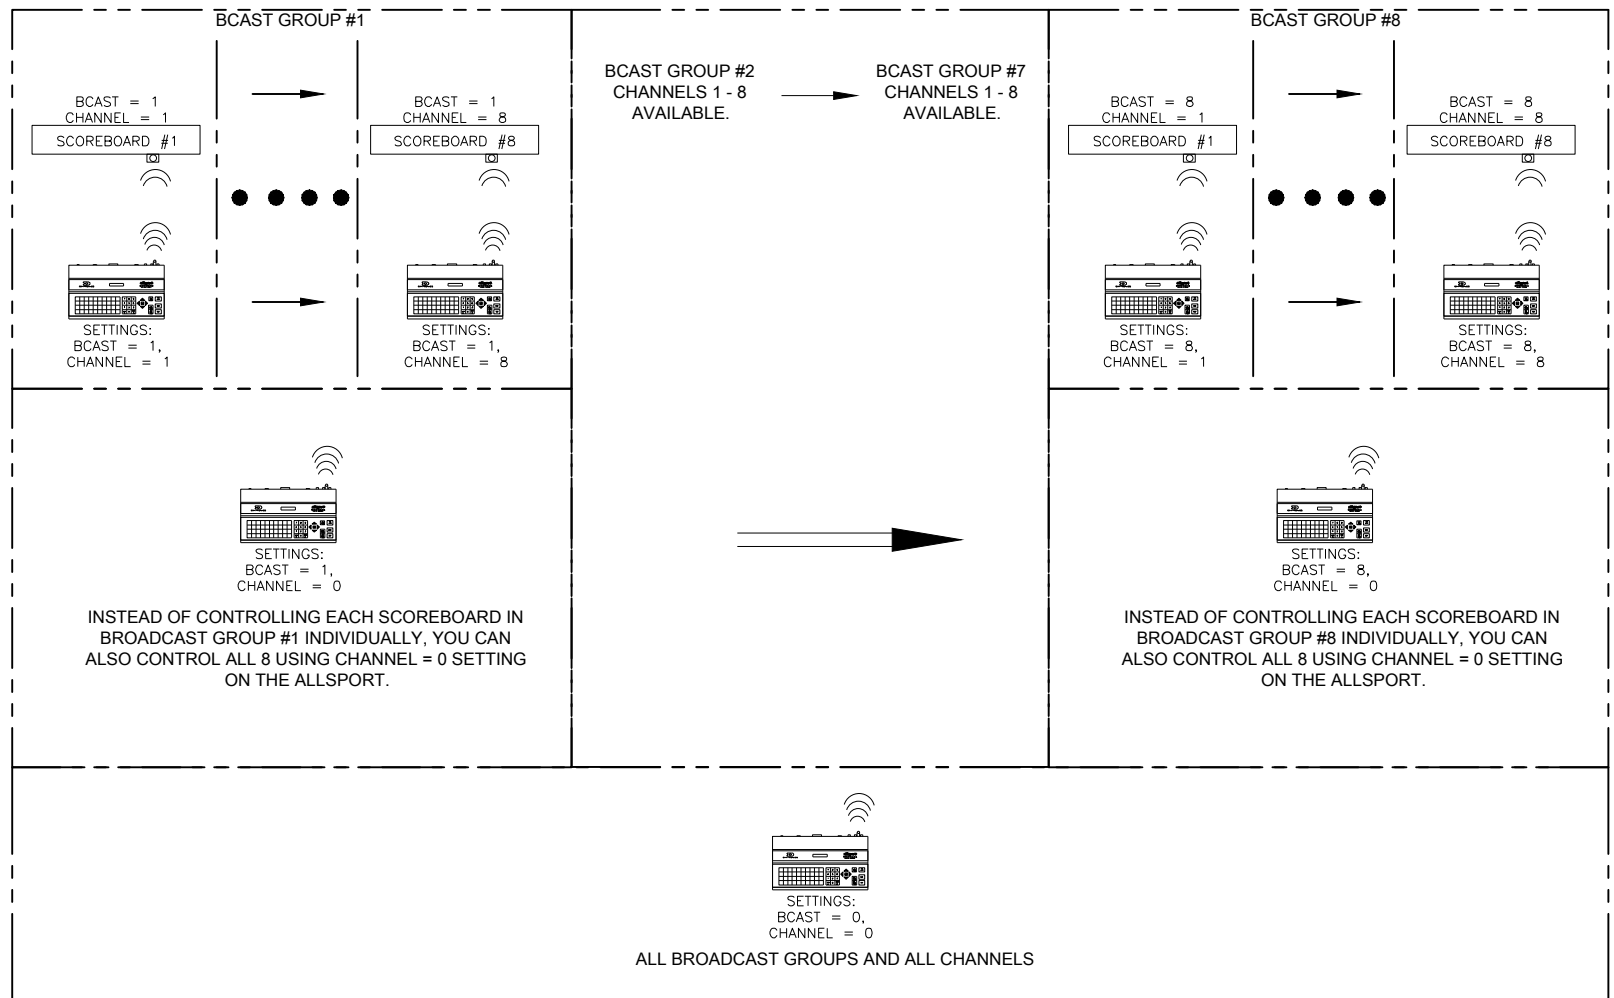 BCAST GROUP #1
BCAST = 1
CHANNEL = 1
SCOREBOARD #1
SETTINGS:
BCAST = 1,
CHANNEL = 1
BCAST = 1
CHANNEL = 8
SCOREBOARD #8
SETTINGS:
BCAST = 1,
CHANNEL = 8
BCAST GROUP #2
CHANNELS 1 - 8
AVAILABLE.
BCAST GROUP #7
CHANNELS 1 - 8
AVAILABLE.
BCAST GROUP #8
BCAST = 8
CHANNEL = 1
SCOREBOARD #1
SETTINGS:
BCAST = 8,
CHANNEL = 1
BCAST = 8
CHANNEL = 8
SCOREBOARD #8
SETTINGS:
BCAST = 8,
CHANNEL = 8
SETTINGS:
BCAST = 1,
CHANNEL = 0
INSTEAD OF CONTROLLING EACH SCOREBOARD IN
BROADCAST GROUP #1 INDIVIDUALLY, YOU CAN
ALSO CONTROL ALL 8 USING CHANNEL = 0 SETTING
ON THE ALLSPORT.
SETTINGS:
BCAST = 8,
CHANNEL = 0
INSTEAD OF CONTROLLING EACH SCOREBOARD IN
BROADCAST GROUP #8 INDIVIDUALLY, YOU CAN
ALSO CONTROL ALL 8 USING CHANNEL = 0 SETTING
ON THE ALLSPORT.
SETTINGS:
BCAST = 0,
CHANNEL = 0
ALL BROADCAST GROUPS AND ALL CHANNELS